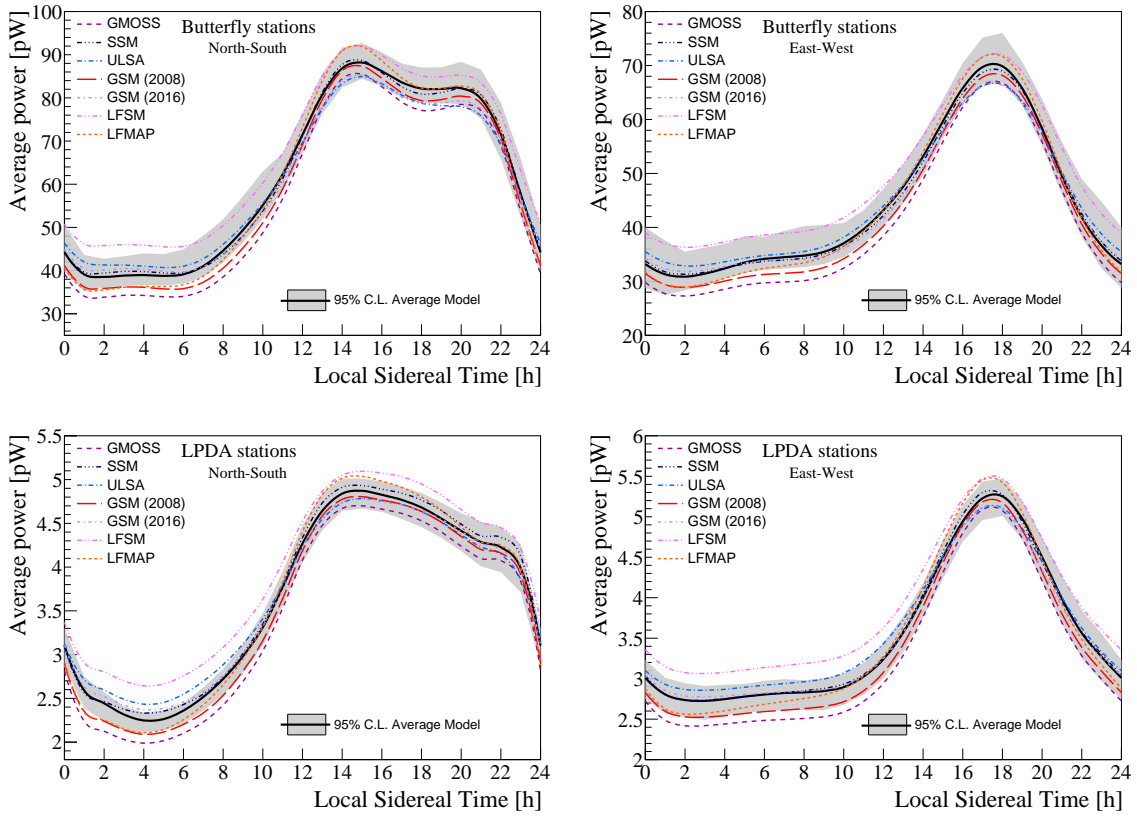 Average power [pW]
Butterfly stations
North-South
GMOSS
SSM
ULSA
GSM (2008)
GSM (2016)
LFSM
LFMAP
95% C.L. Average Model
100
90
80
70
60
50
40
30
0 2 4 6 8 10 12 14 16 18 20 22 24
Local Sidereal Time [h]
Average power [pW]
Butterfly stations
East-West
GMOSS
SSM
ULSA
GSM (2008)
GSM (2016)
LFSM
LFMAP
95% C.L. Average Model
80
70
60
50
40
30
20
0 2 4 6 8 10 12 14 16 18 20 22 24
Local Sidereal Time [h]
Average power [pW]
LPDA stations
North-South
GMOSS
SSM
ULSA
GSM (2008)
GSM (2016)
LFSM
LFMAP
95% C.L. Average Model
5.5
5
4.5
4
3.5
3
2.5
2
0 2 4 6 8 10 12 14 16 18 20 22 24
Local Sidereal Time [h]
Average power [pW]
LPDA stations
East-West
GMOSS
SSM
ULSA
GSM (2008)
GSM (2016)
LFSM
LFMAP
95% C.L. Average Model
6
5.5
5
4.5
4
3.5
3
2.5
2
0 2 4 6 8 10 12 14 16 18 20 22 24
Local Sidereal Time [h]